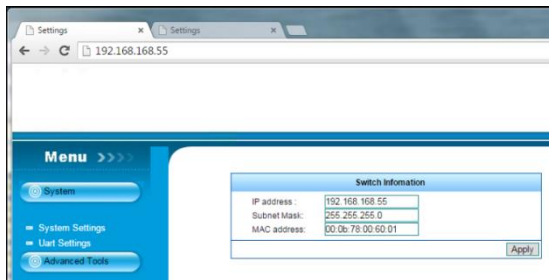 Settings
Settings
192.168.168.55
Menu
Switch Infomation
System
IP address :
192.168.168.55
Subnet Mask:
255.255.255.0
MAC address:
00:0b:78:00:60:01
System Settings
Uart Settings
Apply
Advanced Tools